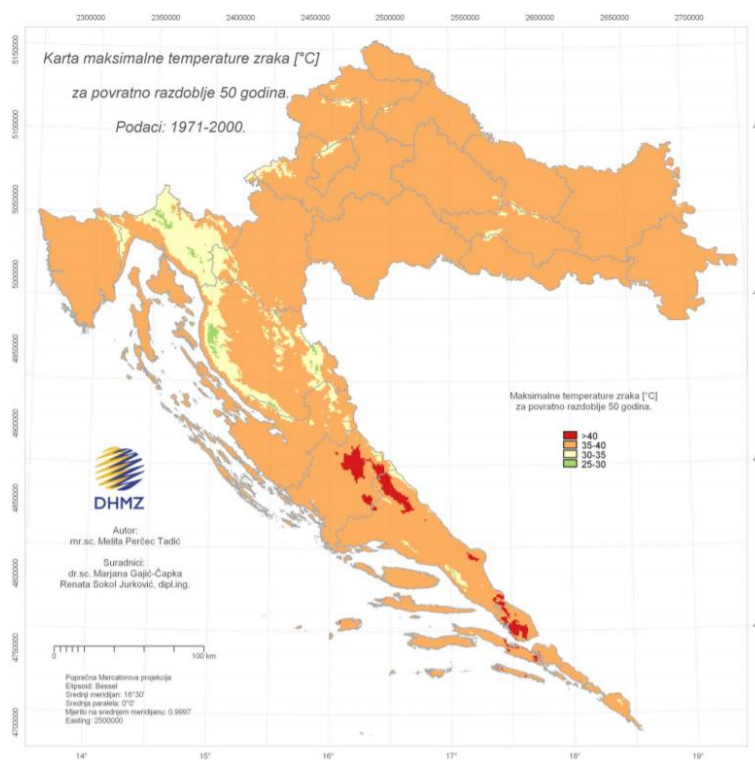 2300000 2350000 2400000 2450000 2500000 2550000 2600000 2650000 2700000
Karta maksimalne temperature zraka [°C]
za povratno razdoblje 50 godina.
Podaci: 1971-2000.
5150000
5100000
5050000
5000000
4950000
4900000
4850000
4800000
4750000
4700000
Maksimalne temperature zraka [°C]
za povratno razdoblje 50 godina.
>40
35-40
30-35
25-30
DHMZ
Autor:
mr.sc. Melita Perčec Tadić
Suradnici:
dr.sc. Marjana Gajić-Čapka
Renata Sokol Jurković, dipl.ing.
0 10 100 km
Poprečna Mercatorova projekcija
Elipsoid: Bessel
Srednji meridijan: 16°30'
Srednja paralela: 0°0'
Mjerilo na srednjem meridijanu: 0.9997
Easting: 2500000
14° 15° 16° 17° 18° 19°